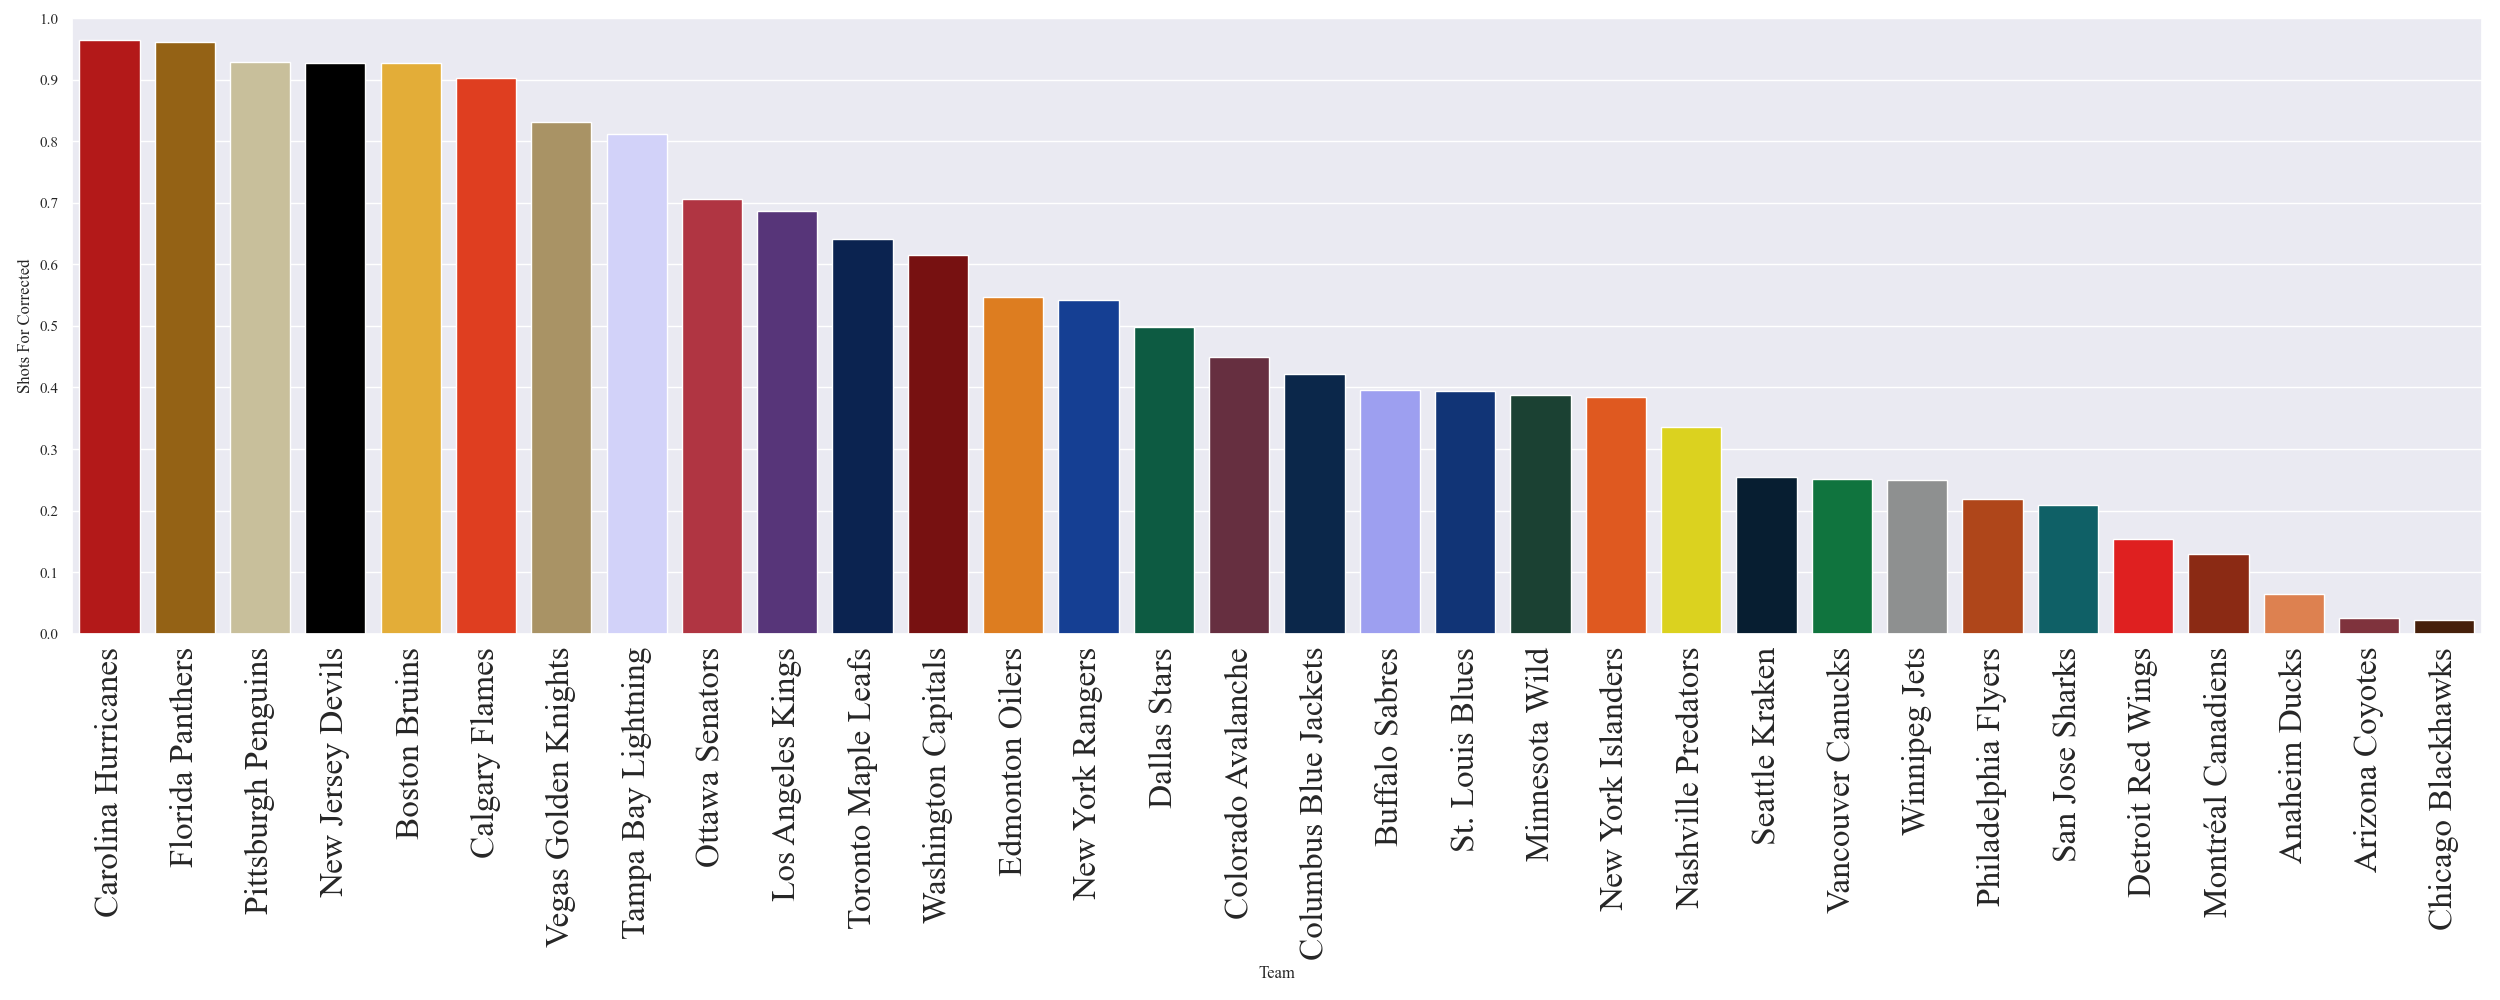 1.0
0.9
0.8
0.7
0.6
0.5
0.4
0.3
0.2
0.1
0.0
Shots For Corrected
Carolina Hurricanes
Florida Panthers
Pittsburgh Penguins
New Jersey Devils
Boston Bruins
Calgary Flames
Vegas Golden Knights
Tampa Bay Lightning
Ottawa Senators
Los Angeles Kings
Toronto Maple Leafs
Washington Capitals
Edmonton Oilers
New York Rangers
Dallas Stars
Colorado Avalanche
Columbus Blue Jackets
Buffalo Sabres
St. Louis Blues
Minnesota Wild
New York Islanders
Nashville Predators
Seattle Kraken
Vancouver Canucks
Winnipeg Jets
Philadelphia Flyers
San Jose Sharks
Detroit Red Wings
Montréal Canadiens
Anaheim Ducks
Arizona Coyotes
Chicago Blackhawks
Team